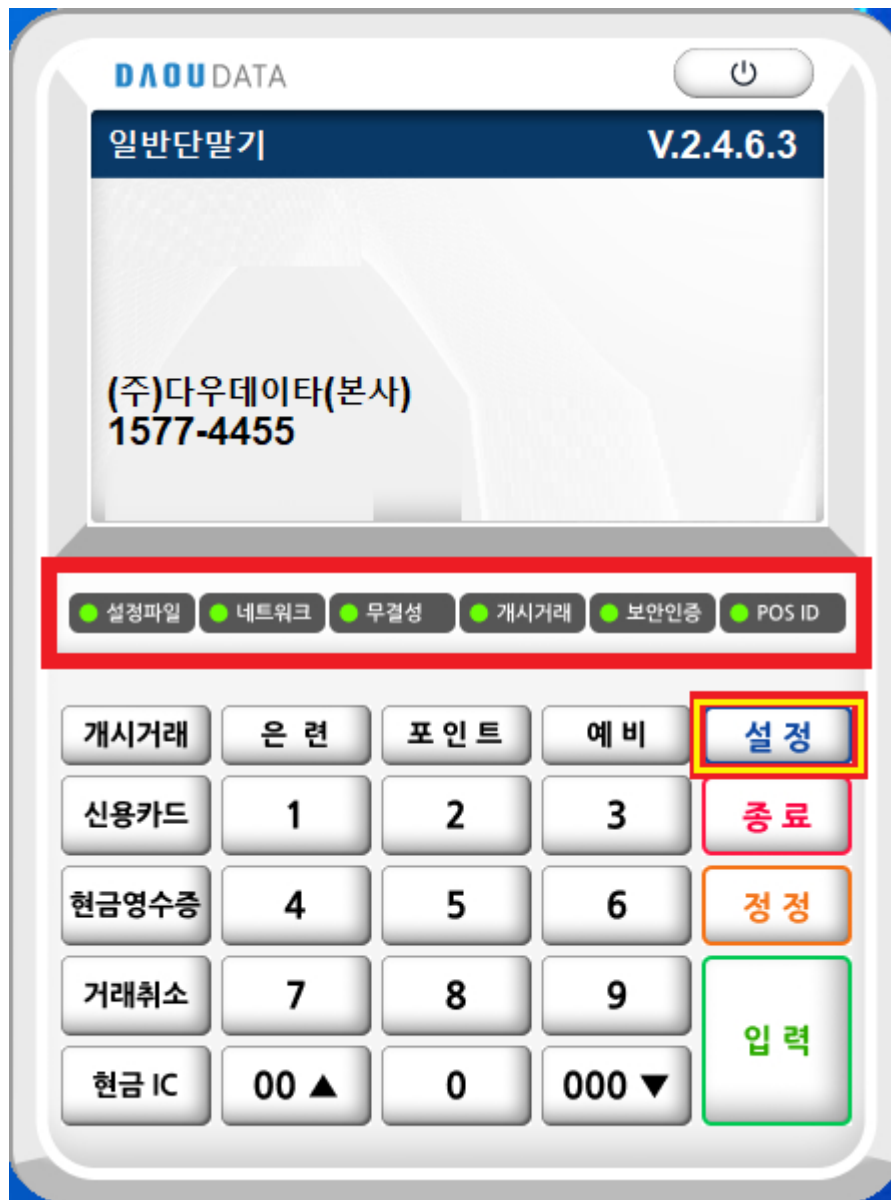 DAOU DATA
일반단말기 V.2.4.6.3
(주)다우데이타(본사)
1577-4455
설정파일 네트워크 무결성 개시거래 보안인증 POS ID
개시거래 은 련 포 인 트 예 비 설 정
신용카드 1 2 3 종 료
현금영수증 4 5 6 정 정
거래취소 7 8 9
입 력
현금 IC 00 ▲ 0 000 ▼